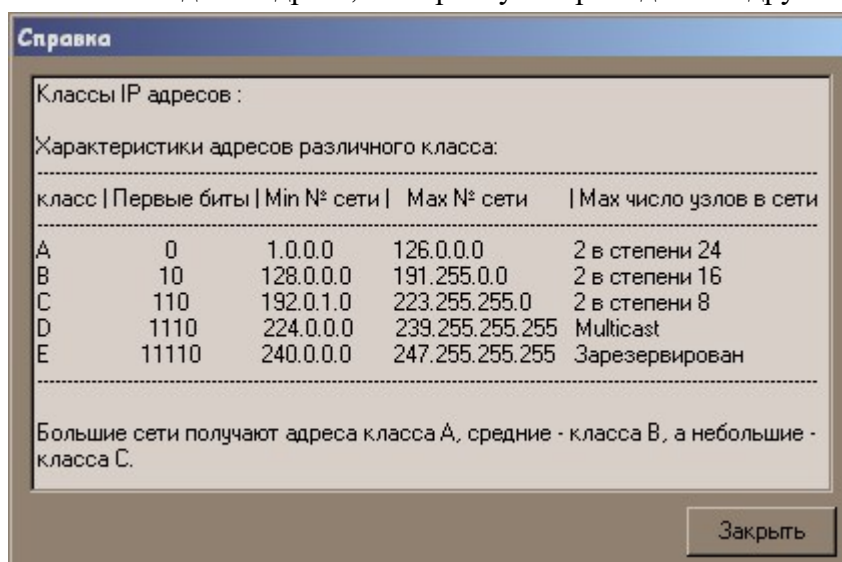 Справка
Классы IP адресов :
Характеристики адресов различного класса:
класс | Первые биты | Min № сети | Max № сети | Max число узлов в сети
A 0 1.0.0.0 126.0.0.0 2 в степени 24
B 10 128.0.0.0 191.255.0.0 2 в степени 16
C 110 192.0.1.0 223.255.255.0 2 в степени 8
D 1110 224.0.0.0 239.255.255.255 Multicast
E 11110 240.0.0.0 247.255.255.255 Зарезервирован
Большие сети получают адреса класса A, средние - класса B, а небольшие -
класса C.
Закрыть